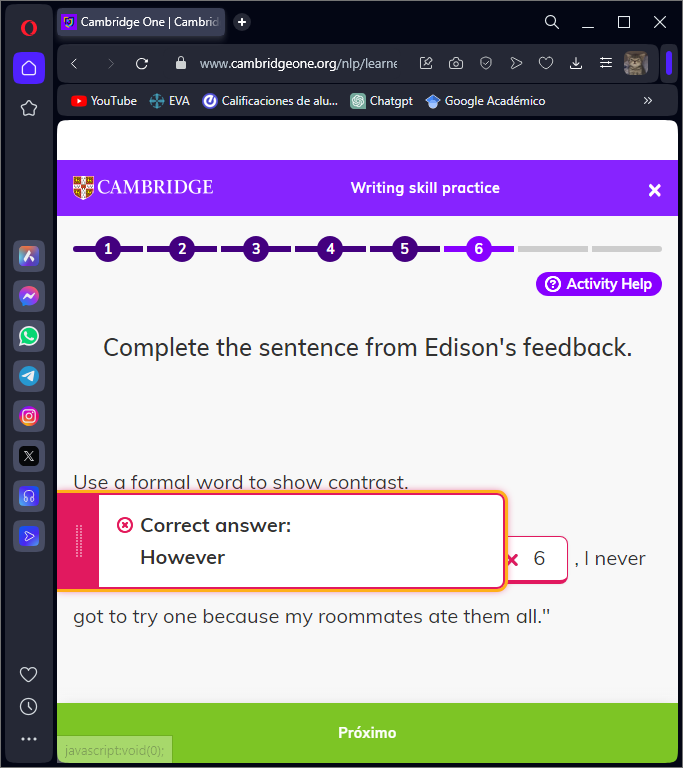 Cambridge One | Cambrid
www.cambridgeone.org/nlp/learne
YouTube
EVA
Calificaciones de alu...
Chatgpt
Google Académico
CAMBRIDGE
Writing skill practice
1 2 3 4 5 6
Activity Help
Complete the sentence from Edison's feedback.
Use a formal word to show contrast.
Correct answer:
However
6 , I never
got to try one because my roommates ate them all."
Próximo
javascript:void(0);